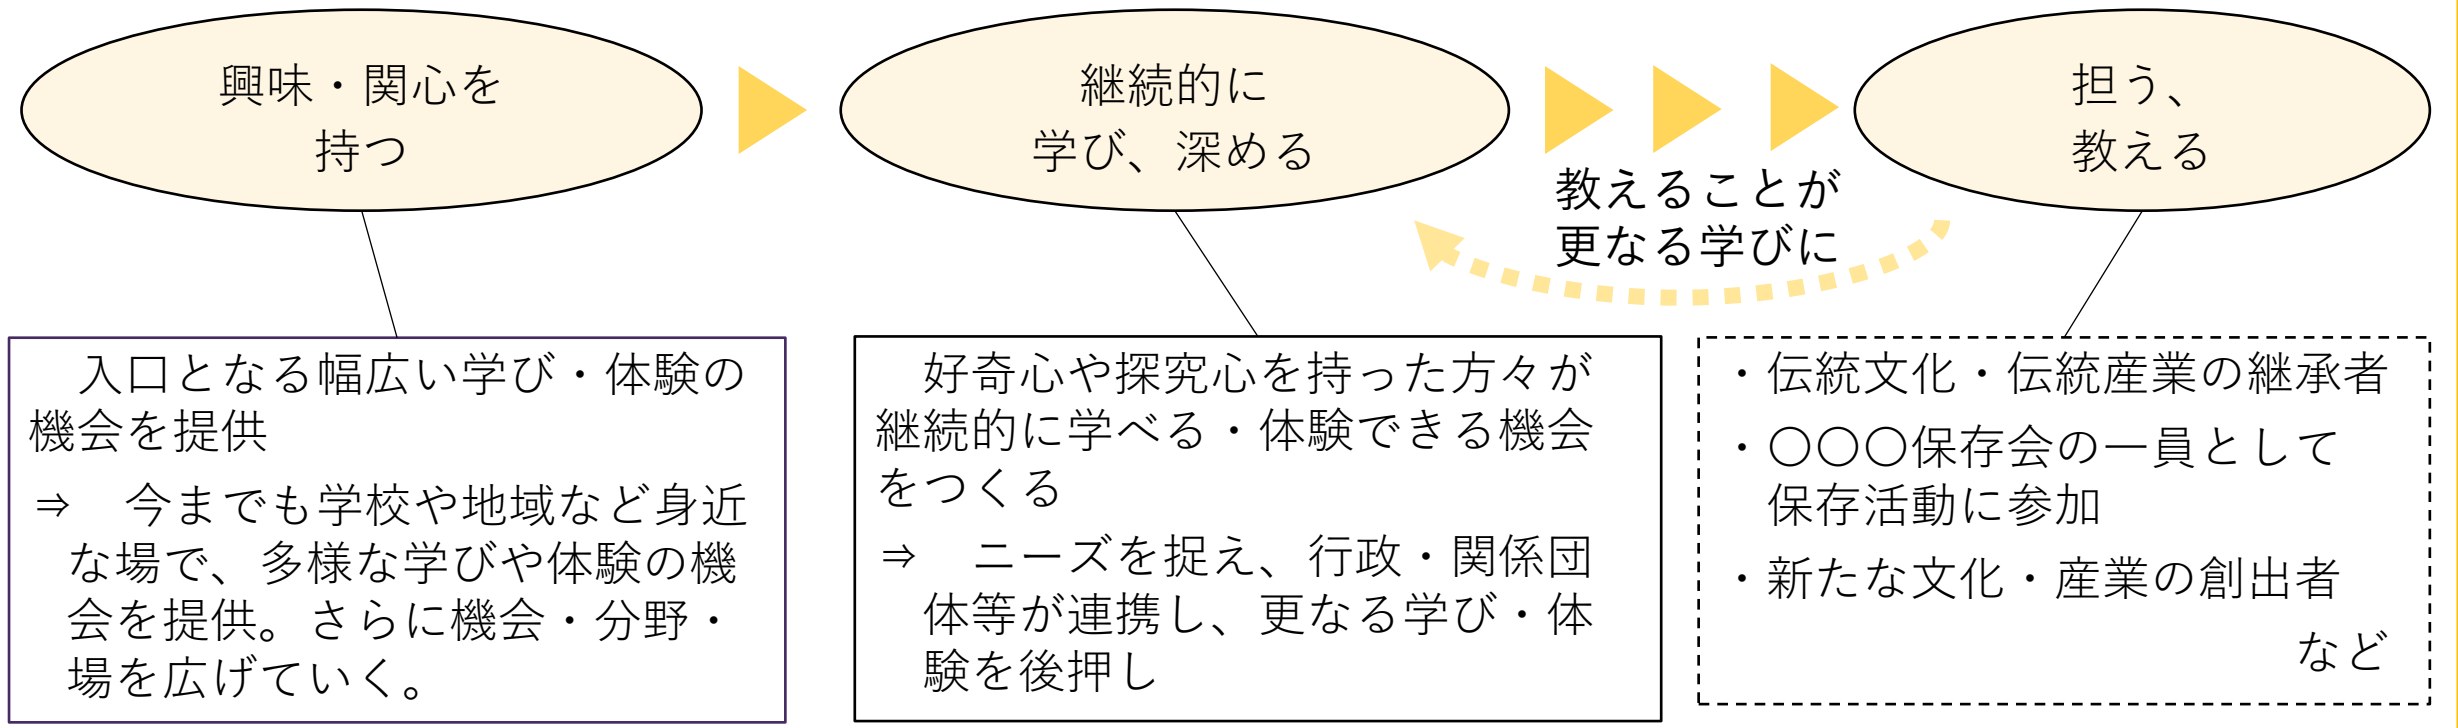 興味・関心を
持つ
継続的に
学び、深める
担う、
教える
教えることが
更なる学びに
入口となる幅広い学び・体験の
機会を提供
⇒　今までも学校や地域など身近
な場で、多様な学びや体験の機
会を提供。さらに機会・分野・
場を広げていく。
好奇心や探究心を持った方々が
継続的に学べる・体験できる機会
をつくる
⇒　ニーズを捉え、行政・関係団
体等が連携し、更なる学び・体
験を後押し
・伝統文化・伝統産業の継承者
・〇〇〇保存会の一員として
保存活動に参加
・新たな文化・産業の創出者
など